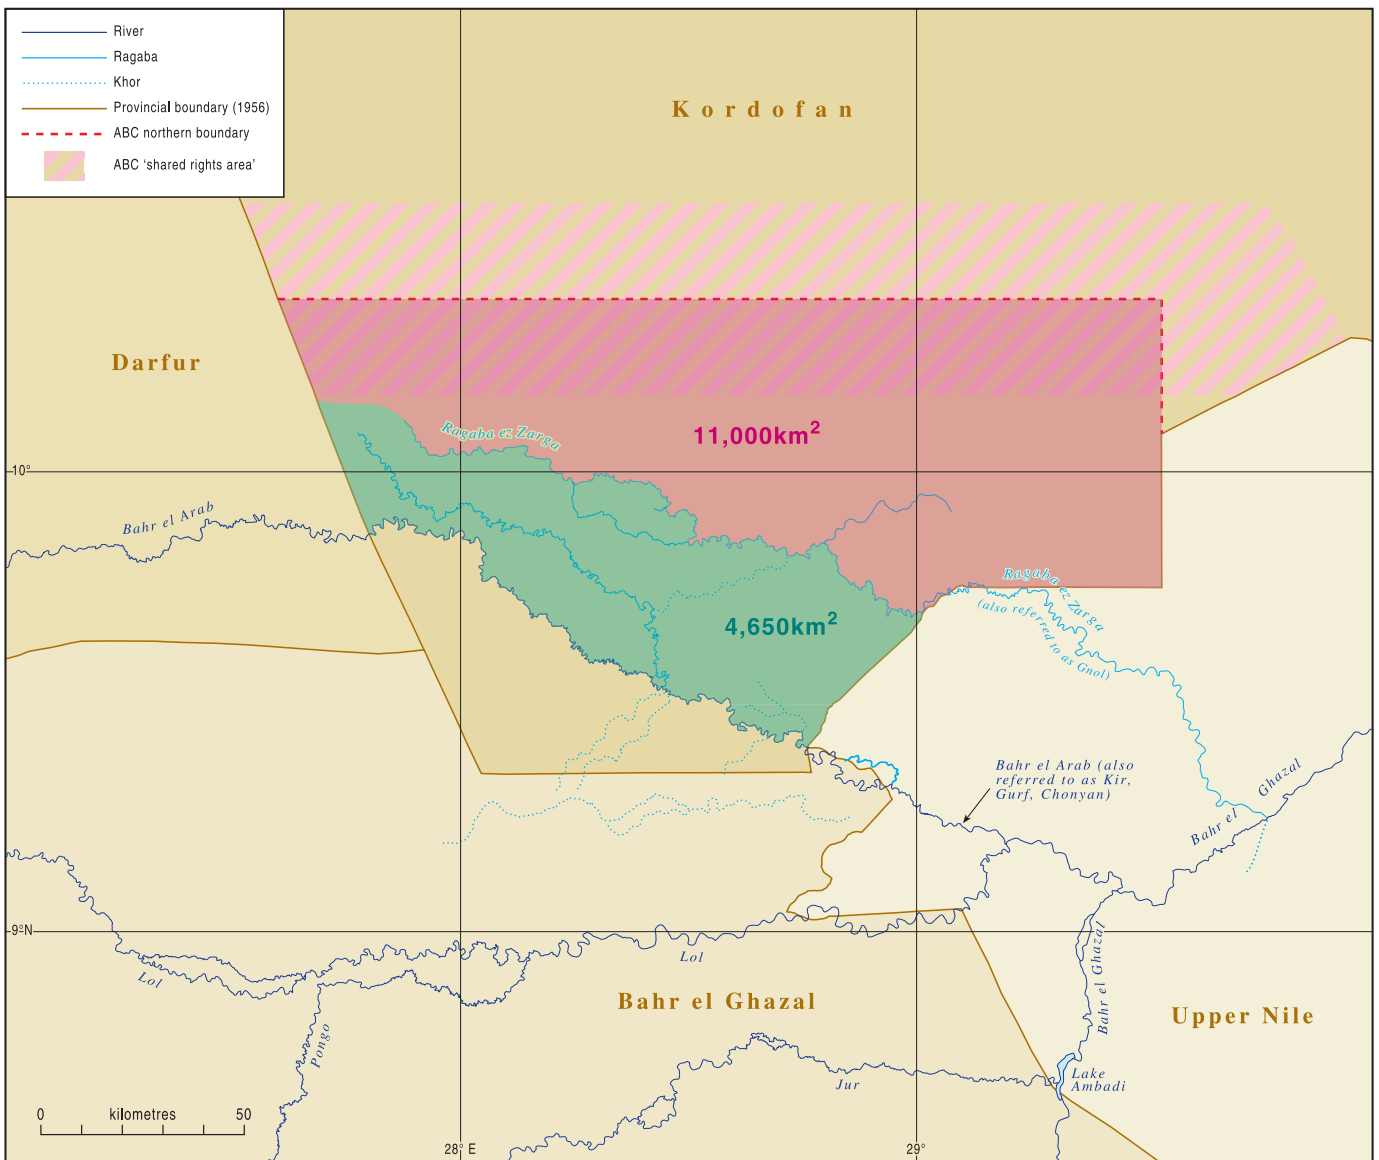 River
Ragaba
Khor
Provincial boundary (1956)
ABC northern boundary
ABC ‘shared rights area’
Kordofan
Darfur
11,000km²
Ragaba ez Zarga
10°
Bahr el Arab
Ragaba ez Zarga
(also referred
to as Gnol)
4,650km²
Bahr el Arab (also
referred to as Kir,
Gurf, Chonyan)
Bahr el
Ghazal
9°N
Lol
Lol
Bahr el Ghazal
Bahr el Ghazal
Upper Nile
Pongo
Jur
Lake
Ambadi
0 kilometres 50
28° E
29°